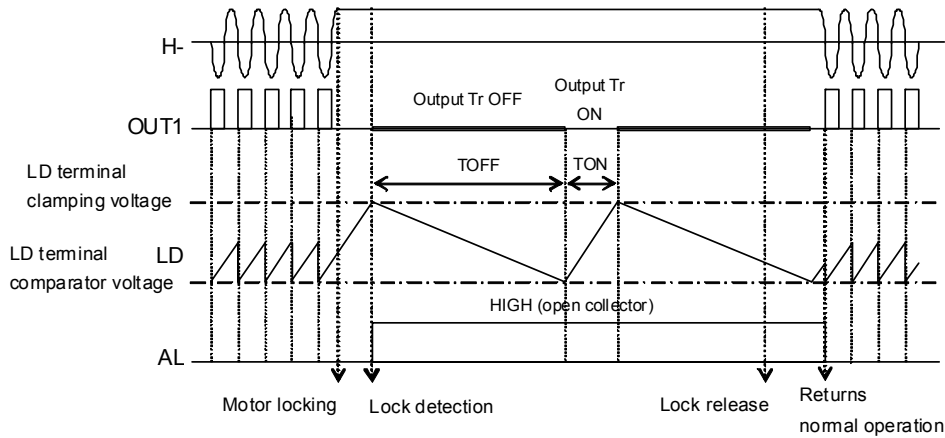 H-
Output Tr OFF
Output Tr
ON
OUT1
LD terminal
clamping voltage
TOFF
TON
LD terminal
comparator voltage
LD
HIGH (open collector)
AL
Motor locking
Lock detection
Lock release
Returns
normal operation